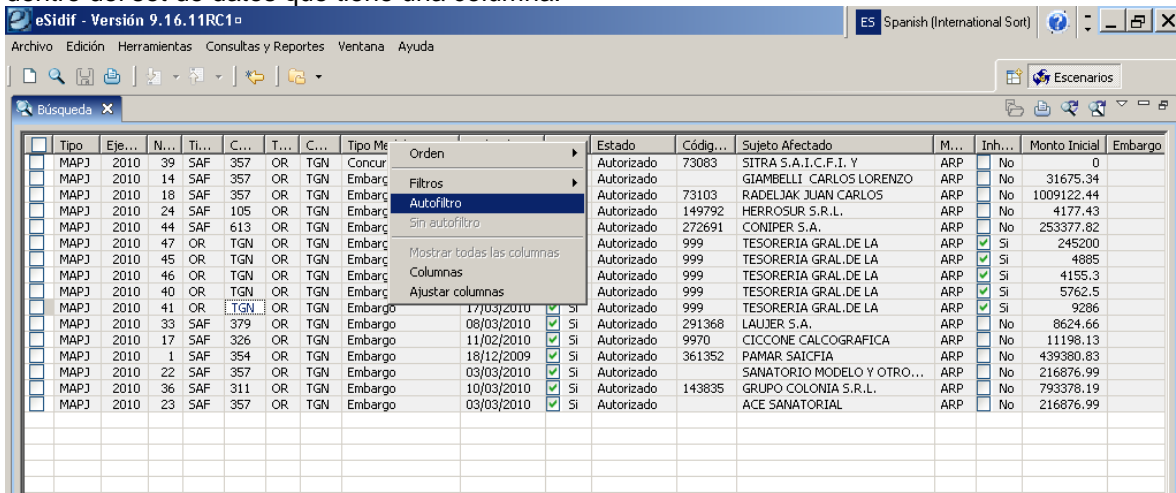 dentro del set de datos que tiene una columna.
eSidif - Versión 9.16.11RC1
ES Spanish (International Sort)
Archivo Edición Herramientas Consultas y Reportes Ventana Ayuda
Escenarios
Búsqueda
Tipo Eje... N... Ti... C... T... C... Tipo Me Estado Códig... Sujeto Afectado M... Inh... Monto Inicial Embargo
MAPJ 2010 39 SAF 357 OR TGN Concur Autorizado 73083 SITRA S.A.I.C.F.I. Y ARP No 0
MAPJ 2010 14 SAF 357 OR TGN Embarg Autorizado GIAMBELLI CARLOS LORENZO ARP No 31675.34
MAPJ 2010 18 SAF 357 OR TGN Embarg Autorizado 73103 RADELJAK JUAN CARLOS ARP No 1009122.44
MAPJ 2010 24 SAF 105 OR TGN Embarg Autorizado 149792 HERROSUR S.R.L. ARP No 4177.43
MAPJ 2010 44 SAF 613 OR TGN Embarg Autorizado 272691 CONIPER S.A. ARP No 253377.82
MAPJ 2010 47 OR TGN OR TGN Embarg Autorizado 999 TESORERIA GRAL.DE LA ARP Si 245200
MAPJ 2010 45 OR TGN OR TGN Embarg Autorizado 999 TESORERIA GRAL.DE LA ARP Si 4885
MAPJ 2010 46 OR TGN OR TGN Embarg Autorizado 999 TESORERIA GRAL.DE LA ARP Si 4155.3
MAPJ 2010 40 OR TGN OR TGN Embarg Autorizado 999 TESORERIA GRAL.DE LA ARP Si 5762.5
MAPJ 2010 41 OR TGN OR TGN Embargo 17/03/2010 Si Autorizado 999 TESORERIA GRAL.DE LA ARP Si 9286
MAPJ 2010 33 SAF 379 OR TGN Embargo 08/03/2010 Si Autorizado 291368 LAUJER S.A. ARP No 8624.66
MAPJ 2010 17 SAF 326 OR TGN Embargo 11/02/2010 Si Autorizado 9970 CICCONE CALCOGRAFICA ARP No 11198.13
MAPJ 2010 1 SAF 354 OR TGN Embargo 18/12/2009 Si Autorizado 361352 PAMAR SAICFIA ARP No 439380.83
MAPJ 2010 22 SAF 357 OR TGN Embargo 03/03/2010 Si Autorizado SANATORIO MODELO Y OTRO... ARP No 216876.99
MAPJ 2010 36 SAF 311 OR TGN Embargo 10/03/2010 Si Autorizado 143835 GRUPO COLONIA S.R.L. ARP No 793378.19
MAPJ 2010 23 SAF 357 OR TGN Embargo 03/03/2010 Si Autorizado ACE SANATORIAL ARP No 216876.99
Orden
Filtros
Autofiltro
Sin autofiltro
Mostrar todas las columnas
Columnas
Ajustar columnas